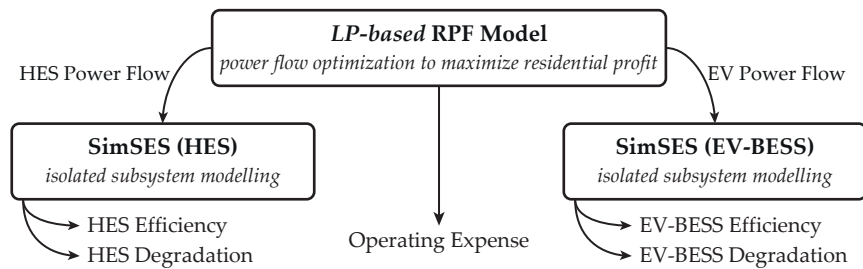 LP-based RPF Model
power flow optimization to maximize residential profit
HES Power Flow
EV Power Flow
SimSES (HES)
isolated subsystem modelling
SimSES (EV-BESS)
isolated subsystem modelling
HES Efficiency
HES Degradation
Operating Expense
EV-BESS Efficiency
EV-BESS Degradation